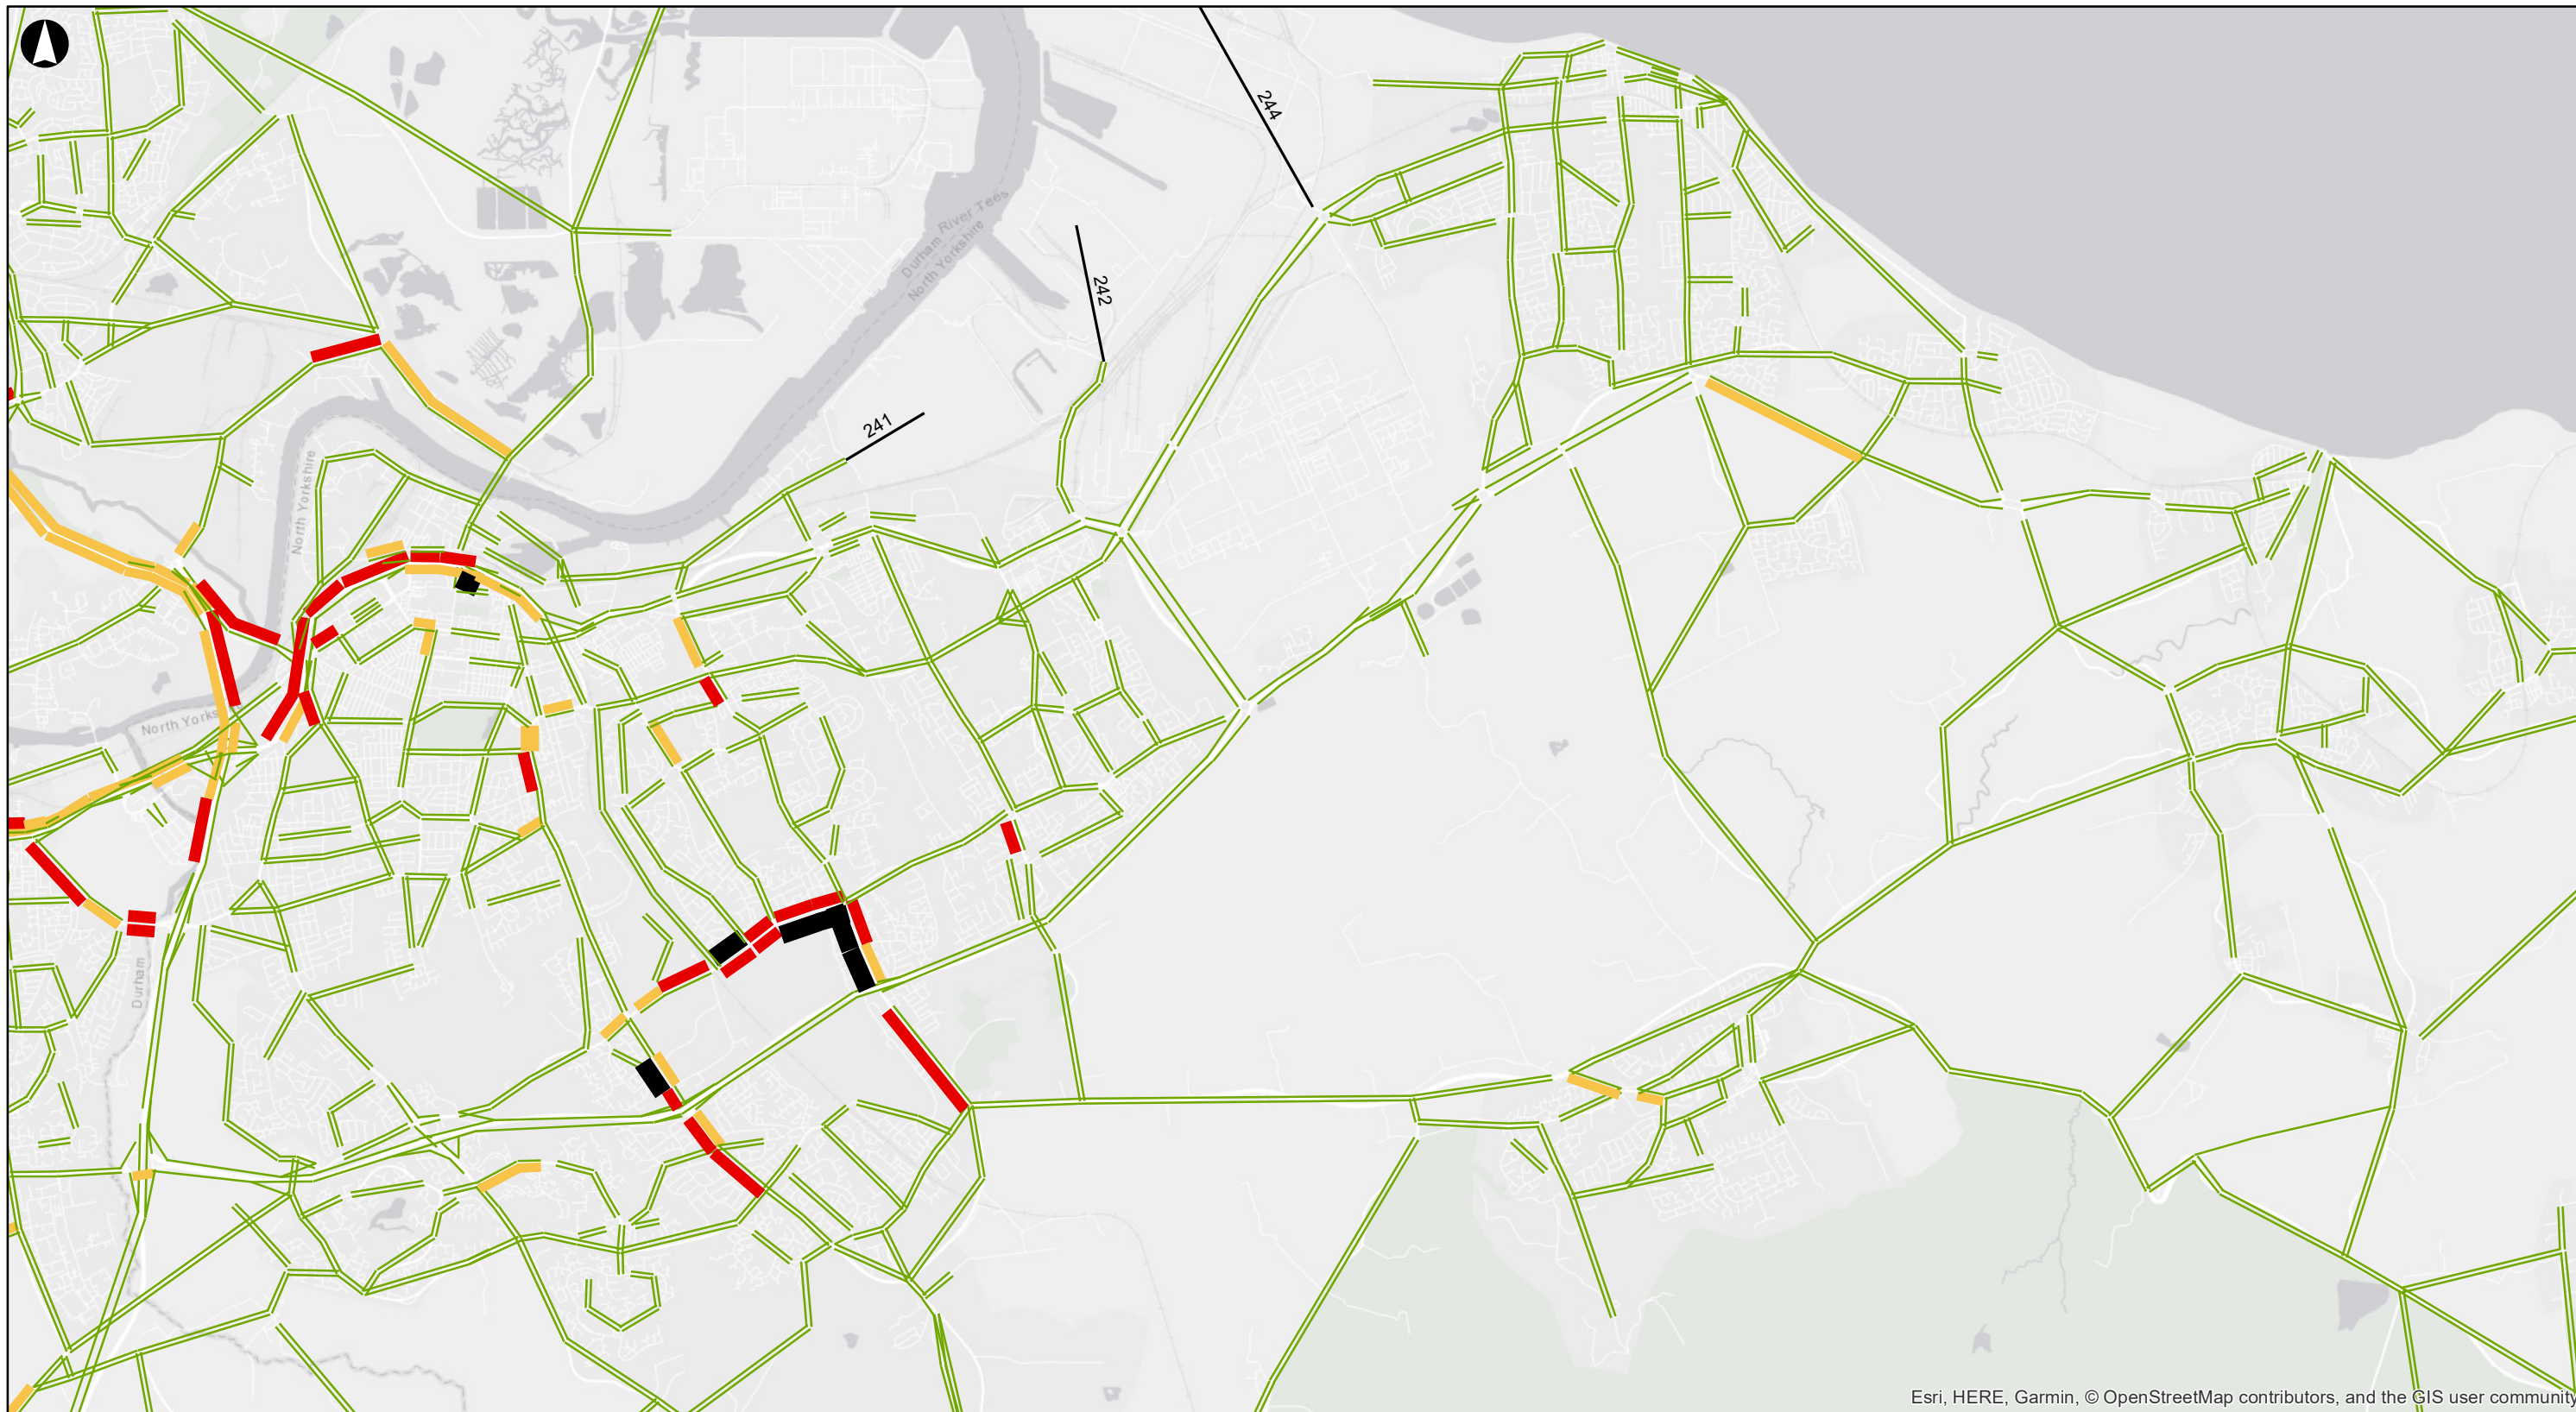 244
Durham River Tees
North Yorkshire
242
241
North Yorkshire
North Yorks
Durham
Esri, HERE, Garmin, © OpenStreetMap contributors, and the GIS user community